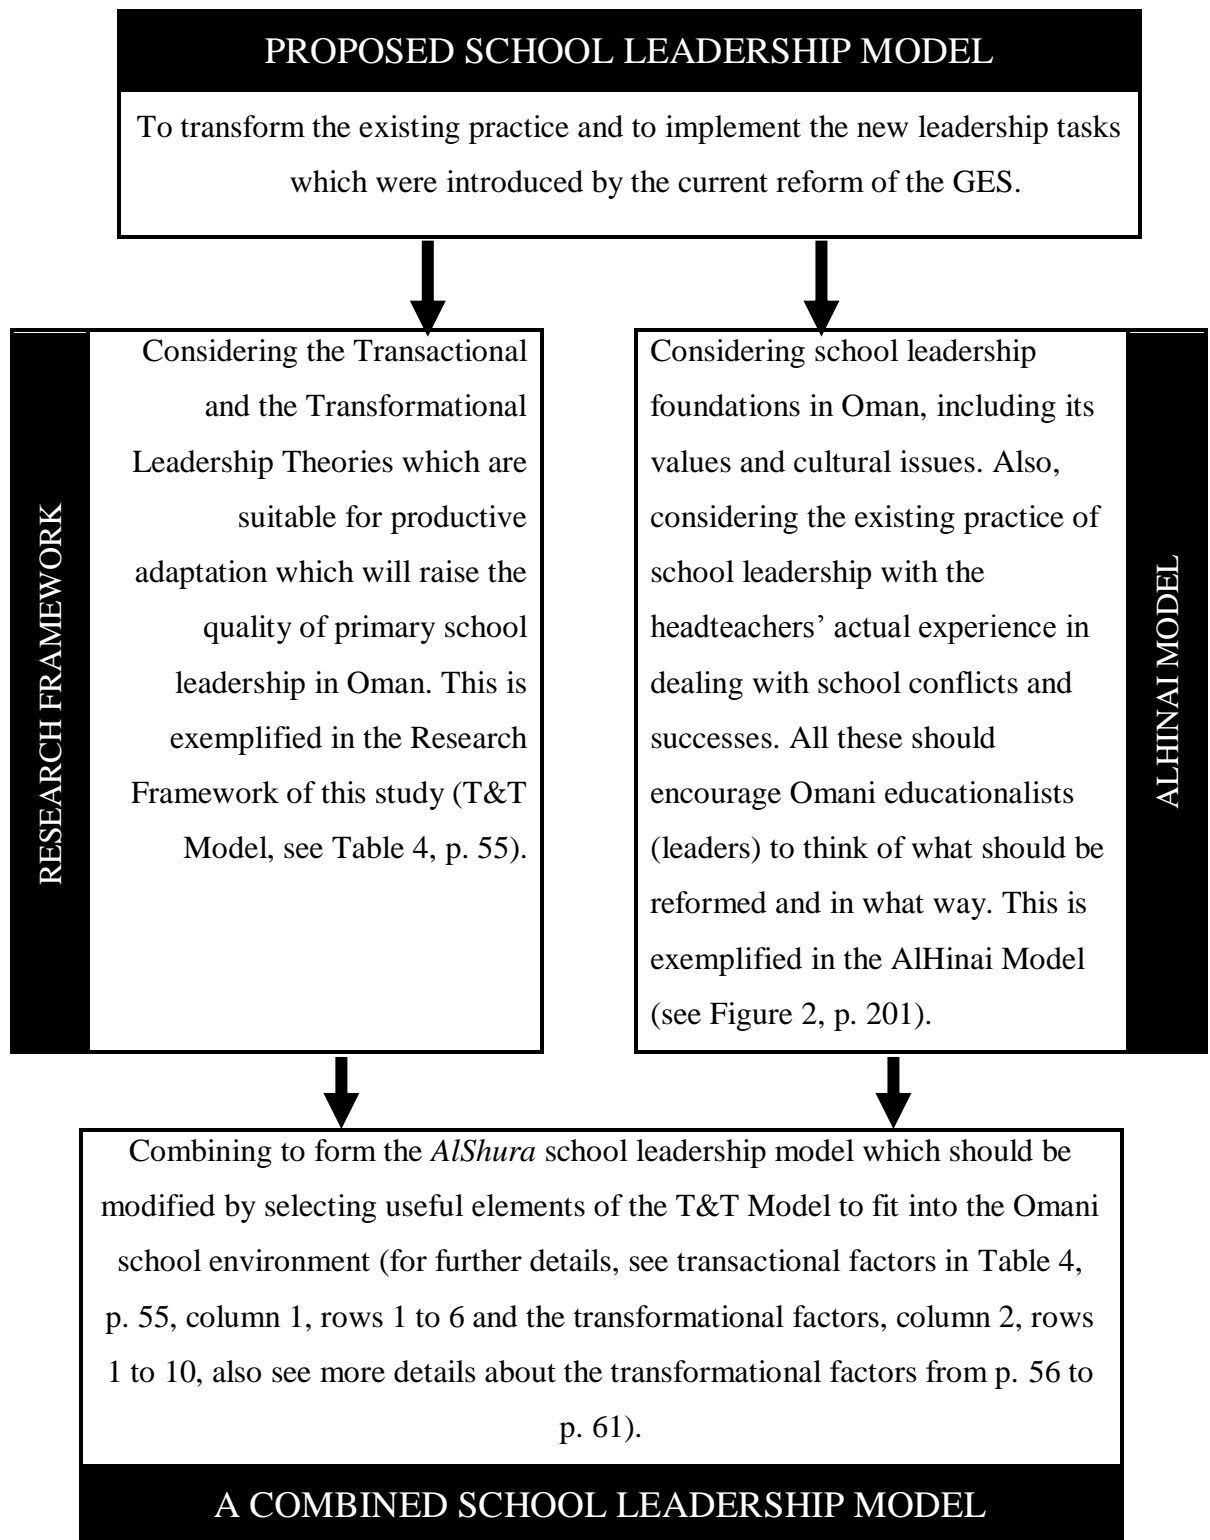 PROPOSED SCHOOL LEADERSHIP MODEL
To transform the existing practice and to implement the new leadership tasks
which were introduced by the current reform of the GES.
RESEARCH FRAMEWORK
Considering the Transactional
and the Transformational
Leadership Theories which are
suitable for productive
adaptation which will raise the
quality of primary school
leadership in Oman. This is
exemplified in the Research
Framework of this study (T&T
Model, see Table 4, p. 55).
Considering school leadership
foundations in Oman, including its
values and cultural issues. Also,
considering the existing practice of
school leadership with the
headteachers’ actual experience in
dealing with school conflicts and
successes. All these should
encourage Omani educationalists
(leaders) to think of what should be
reformed and in what way. This is
exemplified in the AlHinai Model
(see Figure 2, p. 201).
ALHINAI MODEL
Combining to form the AlShura school leadership model which should be
modified by selecting useful elements of the T&T Model to fit into the Omani
school environment (for further details, see transactional factors in Table 4,
p. 55, column 1, rows 1 to 6 and the transformational factors, column 2, rows
1 to 10, also see more details about the transformational factors from p. 56 to
p. 61).
A COMBINED SCHOOL LEADERSHIP MODEL